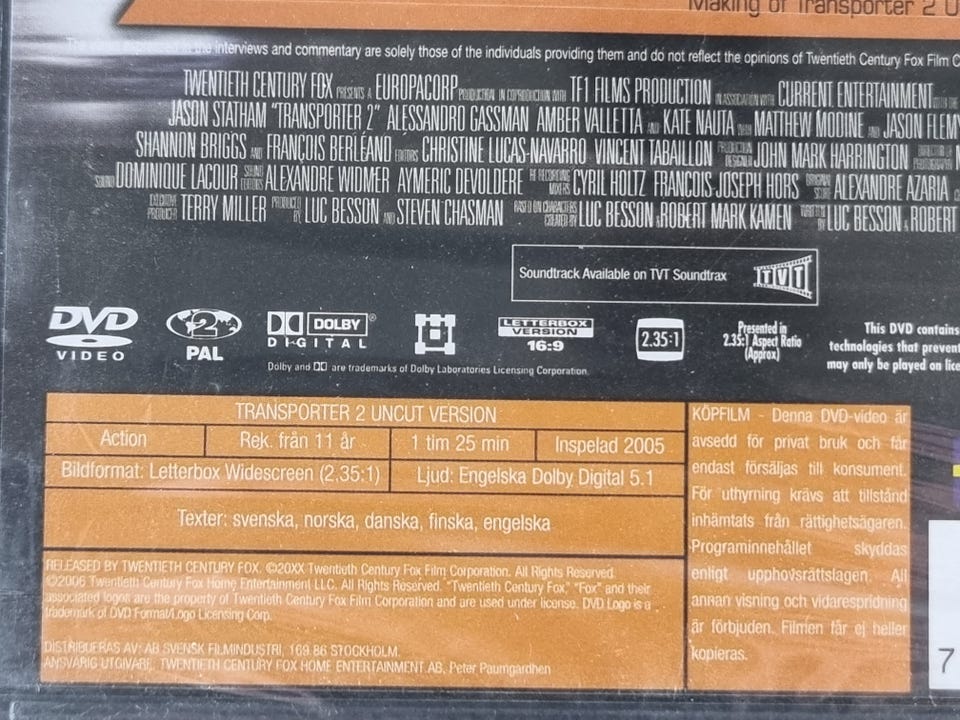 Making of Transporter 2 U
interviews and commentary are solely those of the individuals providing them and do not reflect the opinions of Twentieth Century Fox Film C
TWENTIETH CENTURY FOX PRESENTS A EUROPACORP PRODUCTION IN COPRODUCTION WITH TF1 FILMS PRODUCTION IN ASSOCIATION WITH CURRENT ENTERTAINMENT
JASON STATHAM "TRANSPORTER 2" ALESSANDRO GASSMAN AMBER VALLETTA AND KATE NAUTA WITH MATTHEW MODINE AND JASON FLEMY
SHANNON BRIGGS AND FRANÇOIS BERLÉAND EDITORS CHRISTINE LUCAS-NAVARRO VINCENT TABAILLON PRODUCTION DESIGNER JOHN MARK HARRINGTON DIRECTOR OF PHOTOGRAPHY
SOUND DOMINIQUE LACOUR SOUND EDITORS ALEXANDRE WIDMER AYMERIC DEVOLDERE RE RECORDING MIXERS CYRIL HOLTZ FRANÇOIS-JOSEPH HORS ORIGINAL SCORE ALEXANDRE AZARIA
EXECUTIVE PRODUCER TERRY MILLER PRODUCED BY LUC BESSON AND STEVEN CHASMAN BASED ON CHARACTERS CREATED BY LUC BESSON & ROBERT MARK KAMEN WRITTEN BY LUC BESSON & ROBERT
Soundtrack Available on TVT Soundtrax TVT
DVD VIDEO
2 PAL
DOLBY DIGITAL
LETTERBOX VERSION 16:9
2.35:1
Presented in
2.35:1 Aspect Ratio
(Approx)
This DVD contains
technologies that prevent
may only be played on lice
Dolby and are trademarks of Dolby Laboratories Licensing Corporation
TRANSPORTER 2 UNCUT VERSION
Action Rek. från 11 år 1 tim 25 min Inspelad 2005
Bildformat: Letterbox Widescreen (2,35:1) Ljud: Engelska Dolby Digital 5.1
Texter: svenska, norska, danska, finska, engelska
RELEASED BY TWENTIETH CENTURY FOX. ©20XX Twentieth Century Fox Film Corporation. All Rights Reserved.
©2006 Twentieth Century Fox Home Entertainment LLC. All Rights Reserved. "Twentieth Century Fox," "Fox" and their
associated logos are the property of Twentieth Century Fox Film Corporation and are used under license. DVD Logo is a
trademark of DVD Format/Logo Licensing Corp.
DISTRIBUERAS AV: AB SVENSK FILMINDUSTRI, 169 86 STOCKHOLM.
ANSVARIG UTGIVARE, TWENTIETH CENTURY FOX HOME ENTERTAINMENT AB, Peter Paumgardhen
KÖPFILM - Denna DVD-video är
avsedd för privat bruk och får
endast försäljas till konsument.
För uthyrning krävs att tillstånd
inhämtats från rättighetsägaren.
Programinnehållet skyddas
enligt upphovsrättslagen. All
annan visning och vidarespridning
är förbjuden. Filmen får ej heller
kopieras.
7